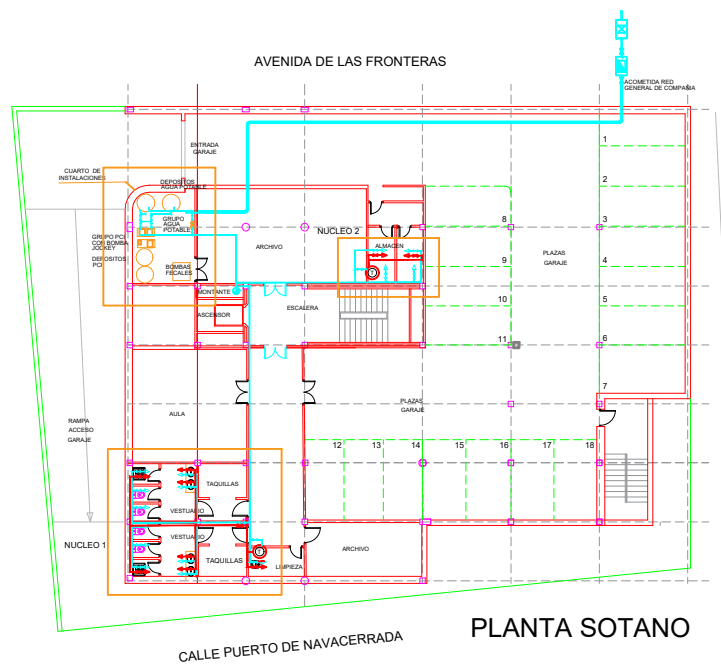 AVENIDA DE LAS FRONTERAS
ACOMETIDA RED
GENERAL DE COMPAÑIA
ENTRADA
GARAJE
1
CUARTO DE
INSTALACIONES
DEPOSITOS
AGUA POTABLE
2
GRUPO
AGUA
POTABLE
8
3
NUCLEO 2
GRUPO PCI
CON BOMBA
JOCKEY
ARCHIVO
ALMACEN
PLAZAS
GARAJE
DEPOSITOS
PCI
BOMBAS
FECALES
9
4
MONTANTE
10
5
ASCENSOR
ESCALERA
11
6
7
PLAZAS
GARAJE
AULA
RAMPA
ACCESO
GARAJE
12
13
14
15
16
17
18
TAQUILLAS
VESTUARIO
VESTUARIO
NUCLEO 1
TAQUILLAS
LIMPIEZA
ARCHIVO
CALLE PUERTO DE NAVACERRADA
PLANTA SOTANO